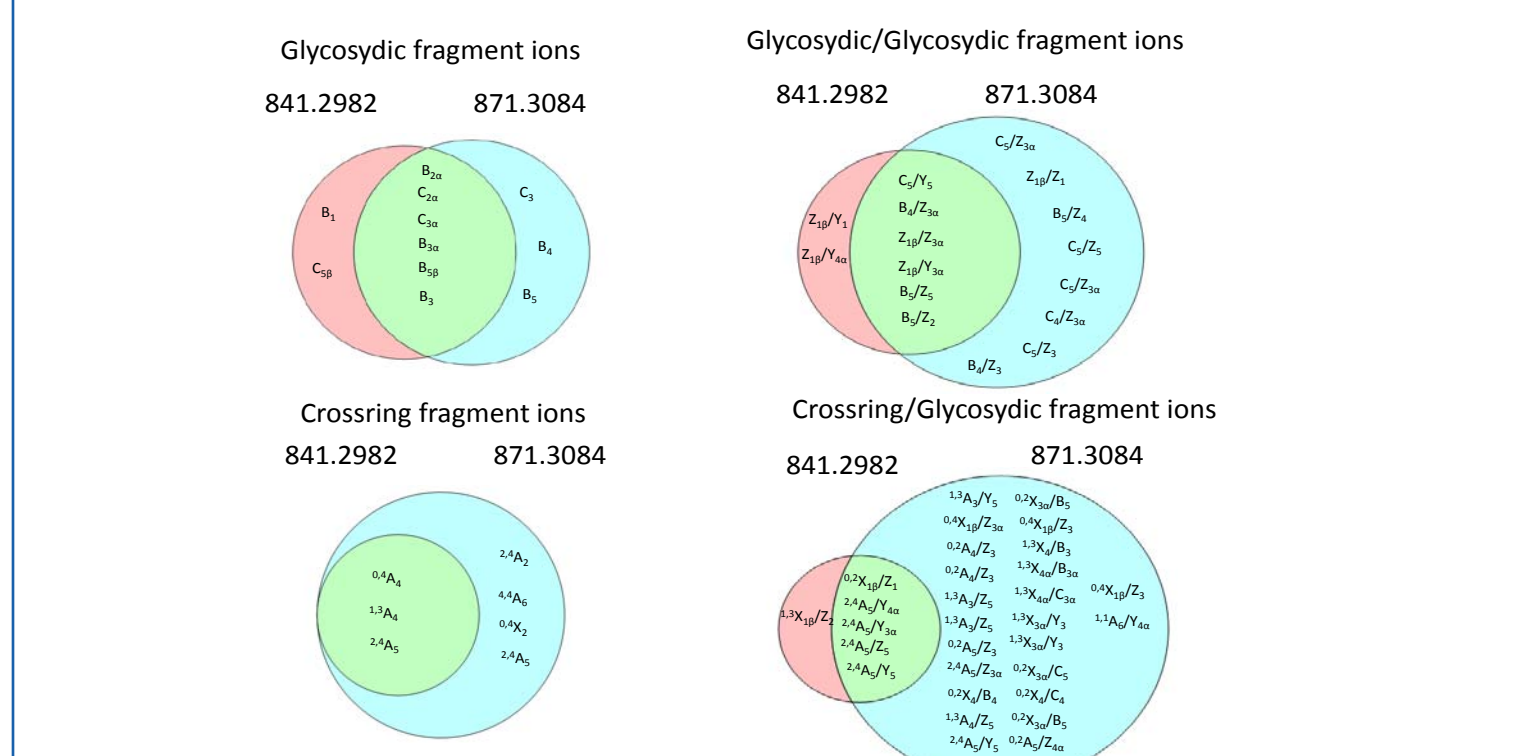 Glycosydic fragment ions
841.2982 871.3084
B2α
C2α
C3α
B3α
B5β
B3
B1
C5β
C3
B4
B5
Glycosydic/Glycosydic fragment ions
841.2982 871.3084
Z1β/Y1
Z1β/Y4α
C5/Y5
B4/Z3α
Z1β/Z3α
Z1β/Y3α
B5/Z5
B5/Z2
C5/Z3α
Z1β/Z1
B5/Z4
C5/Z5
C5/Z3α
C4/Z3α
C5/Z3
B4/Z3
Crossring fragment ions
841.2982 871.3084
0,4A4
1,3A4
2,4A5
2,4A2
4,4A6
0,4X2
2,4A5
Crossring/Glycosydic fragment ions
841.2982 871.3084
1,3X1β/Z2
0,2X1β/Z1
2,4A5/Y4α
2,4A5/Y3α
2,4A5/Z5
2,4A5/Y5
1,3A3/Y5
0,4X1β/Z3α
0,2A4/Z3
0,2A4/Z3
1,3A3/Z5
1,3A3/Z5
0,2A5/Z3
2,4A5/Z3α
0,2X4/B4
1,3A4/Z5
2,4A5/Y5
0,2X3α/B5
0,4X1β/Z3
1,3X4/B3
1,3X4α/B3α
1,3X4α/C3α
1,3X3α/Y3
1,3X3α/Y3
0,2X3α/C5
0,2X4/C4
0,2X3α/B5
0,2A5/Z4α
0,4X1β/Z3
1,1A6/Y4α